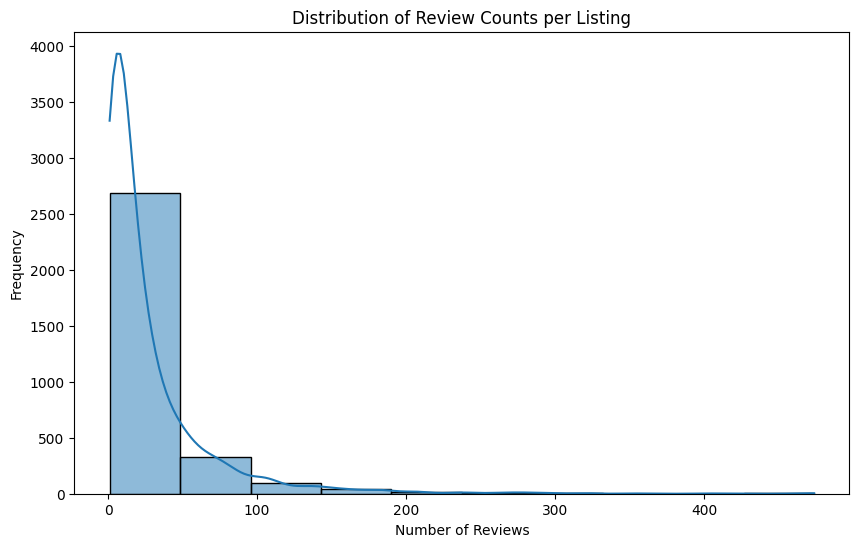 Distribution of Review Counts per Listing
Frequency
4000
3500
3000
2500
2000
1500
1000
500
0
0 100 200 300 400
Number of Reviews